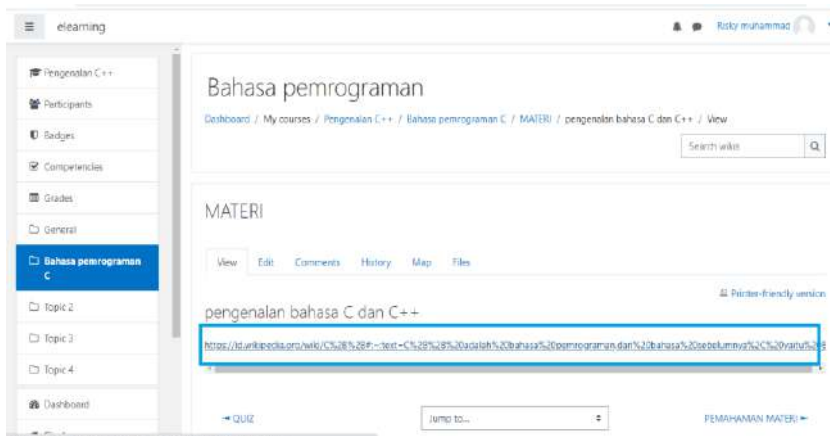 elearning
Risky muhammad
Pengenalan C++
Participants
Badges
Competencies
Grades
General
Bahasa pemrograman
C
Topic 2
Topic 3
Topic 4
Dashboard
Bahasa pemrograman
Dashboard / My courses / Pengenalan C++ / Bahasa pemrograman C / MATERI / pengenalan bahasa C dan C++ / View
Search wikis
MATERI
View Edit Comments History Map Files
Printer-friendly version
pengenalan bahasa C dan C++
https://id.wikipedia.org/wiki/C%2B%2B#:~:text=C%2B%2B%20adalah%20bahasa%20pemrograman,dan%20bahasa%20sebelumnya%2C%20yaitu%20B
QUIZ
Jump to...
PEMAHAMAN MATERI